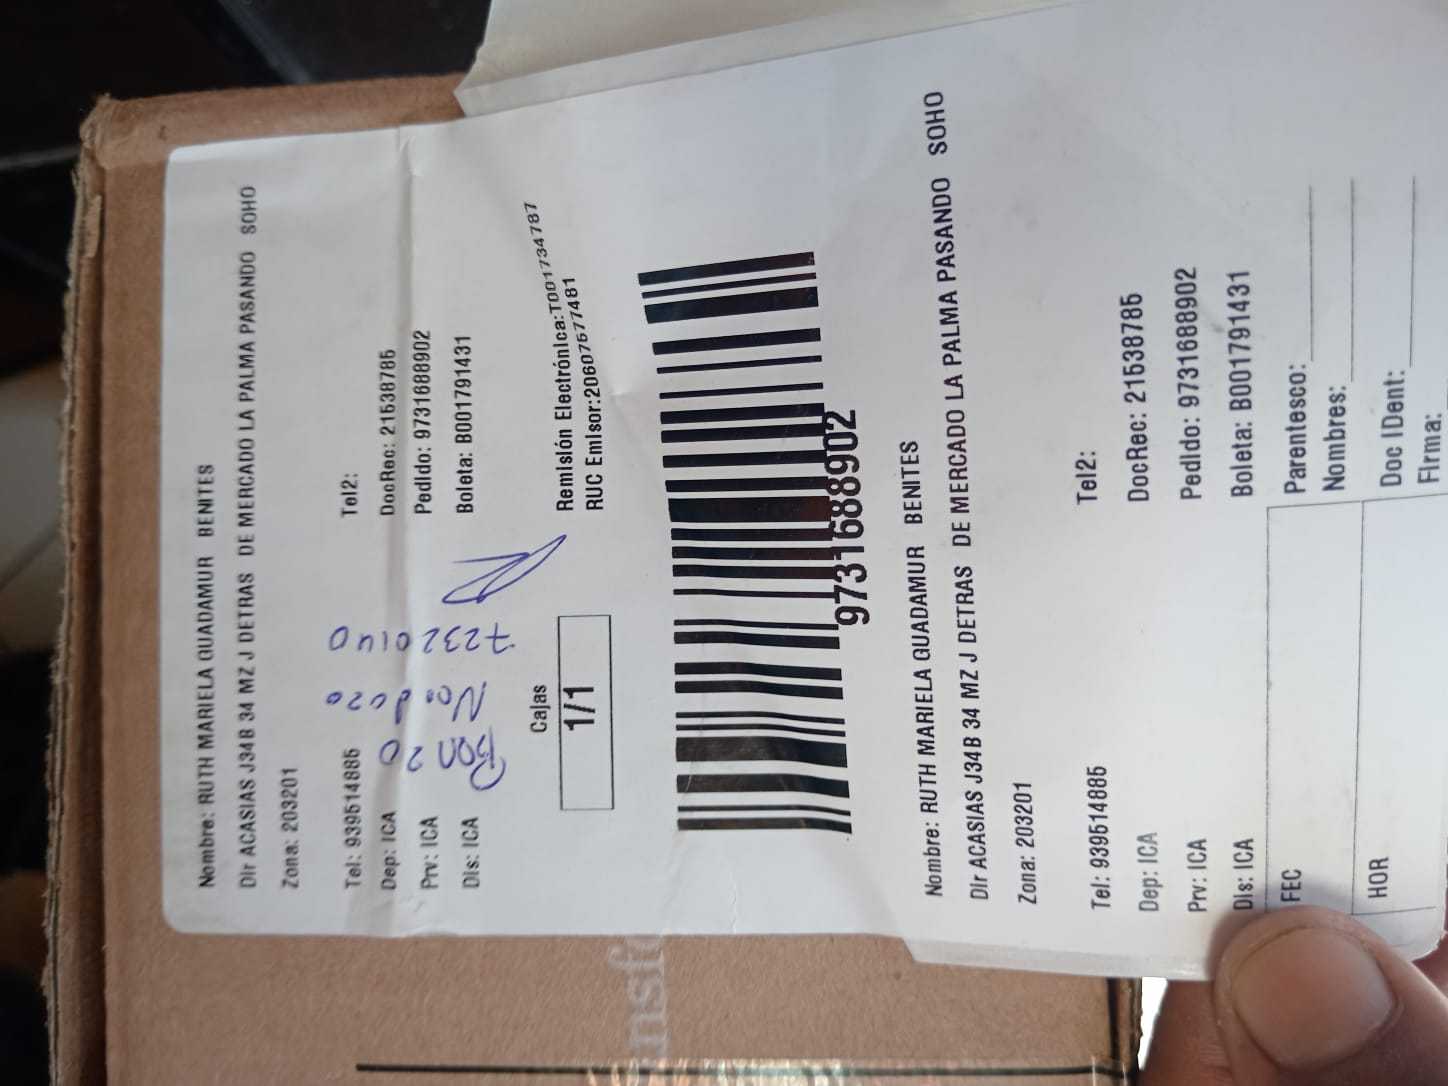 Nombre: RUTH MARIELA GUADAMUR BENITES
Dir ACASIAS J34B 34 MZ J DETRAS DE MERCADO LA PALMA PASANDO SOHO
Zona: 203201
Tel: 939514885 Tel2:
Dep: ICA DocRec: 21538785
Prv: ICA Pedido: 9731688902
Dis: ICA Boleta: B001791431
72320140
Cajas
1/1
Remisión Electrónica:T001734787
RUC Emisor:20607577481
9731688902
Nombre: RUTH MARIELA GUADAMUR BENITES
Dir ACASIAS J34B 34 MZ J DETRAS DE MERCADO LA PALMA PASANDO SOHO
Zona: 203201
Tel: 939514885 Tel2:
Dep: ICA DocRec: 21538785
Prv: ICA Pedido: 9731688902
Dis: ICA Boleta: B001791431
FEC
HOR
Parentesco:
Nombres:
Doc IDent:
Firma: